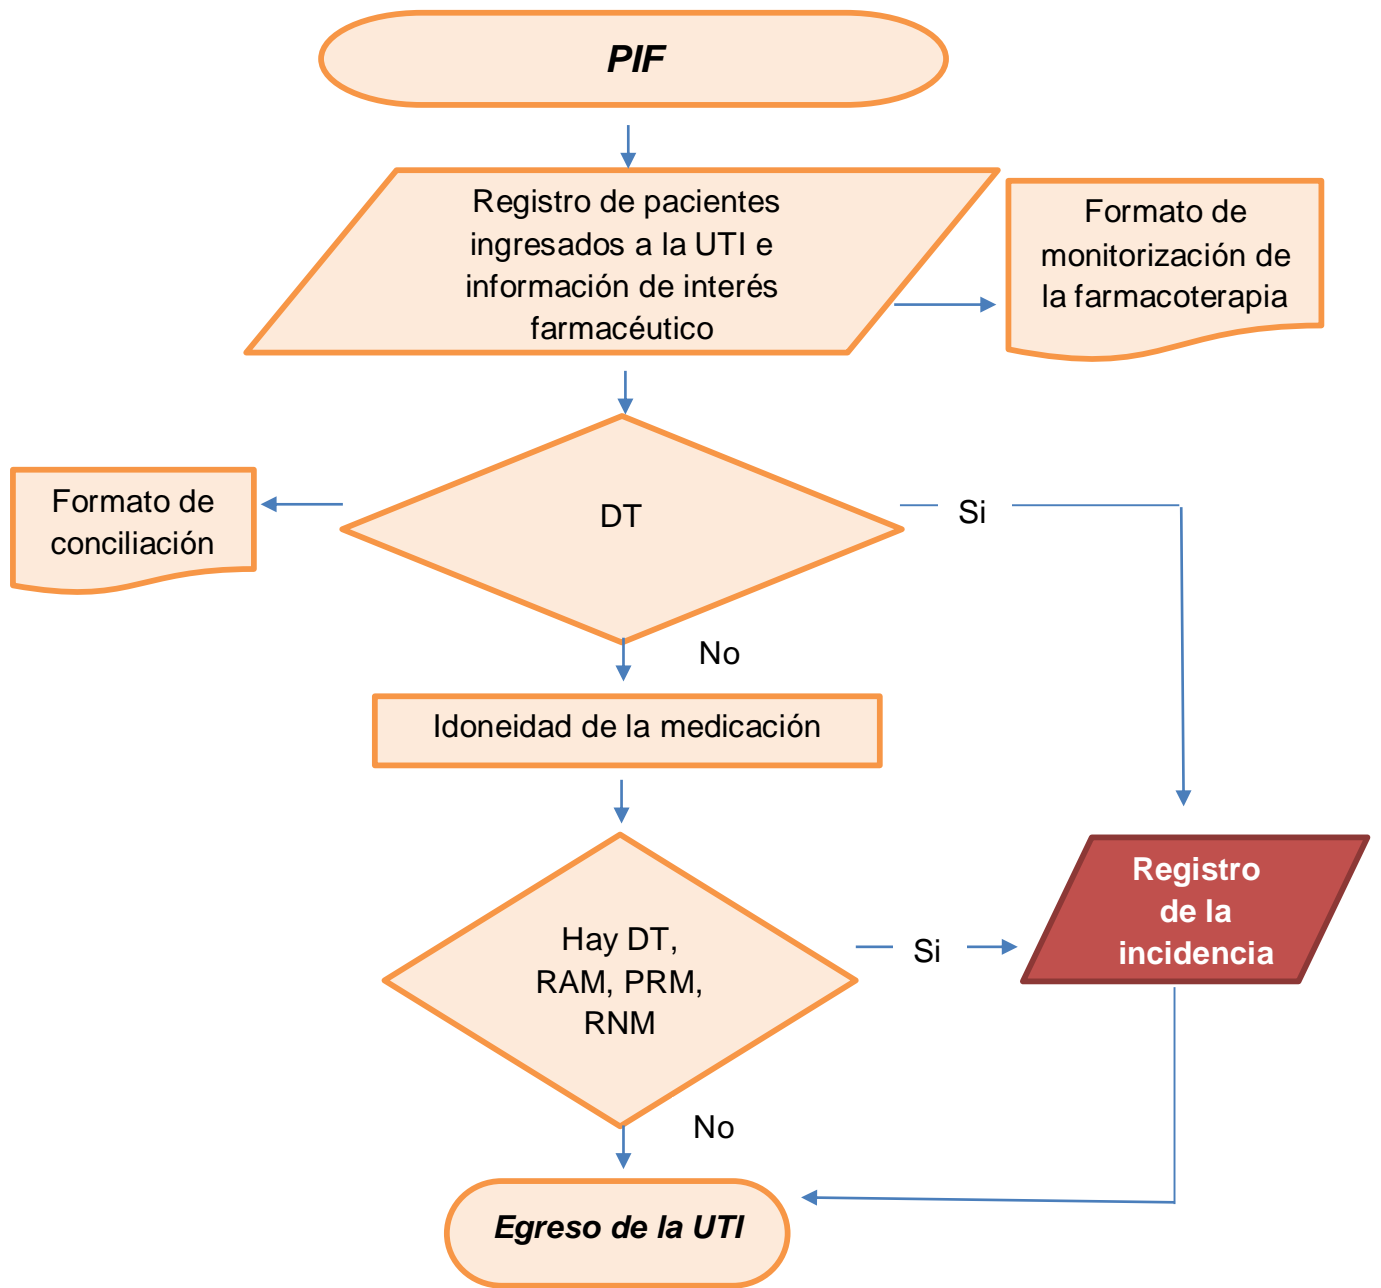 PIF
Registro de pacientes
ingresados a la UTI e
información de interés
farmacéutico
Formato de
monitorización de
la farmacoterapia
Formato de
conciliación
DT
Si
No
Idoneidad de la medicación
Hay DT,
RAM, PRM,
RNM
Si
Registro
de la
incidencia
No
Egreso de la UTI